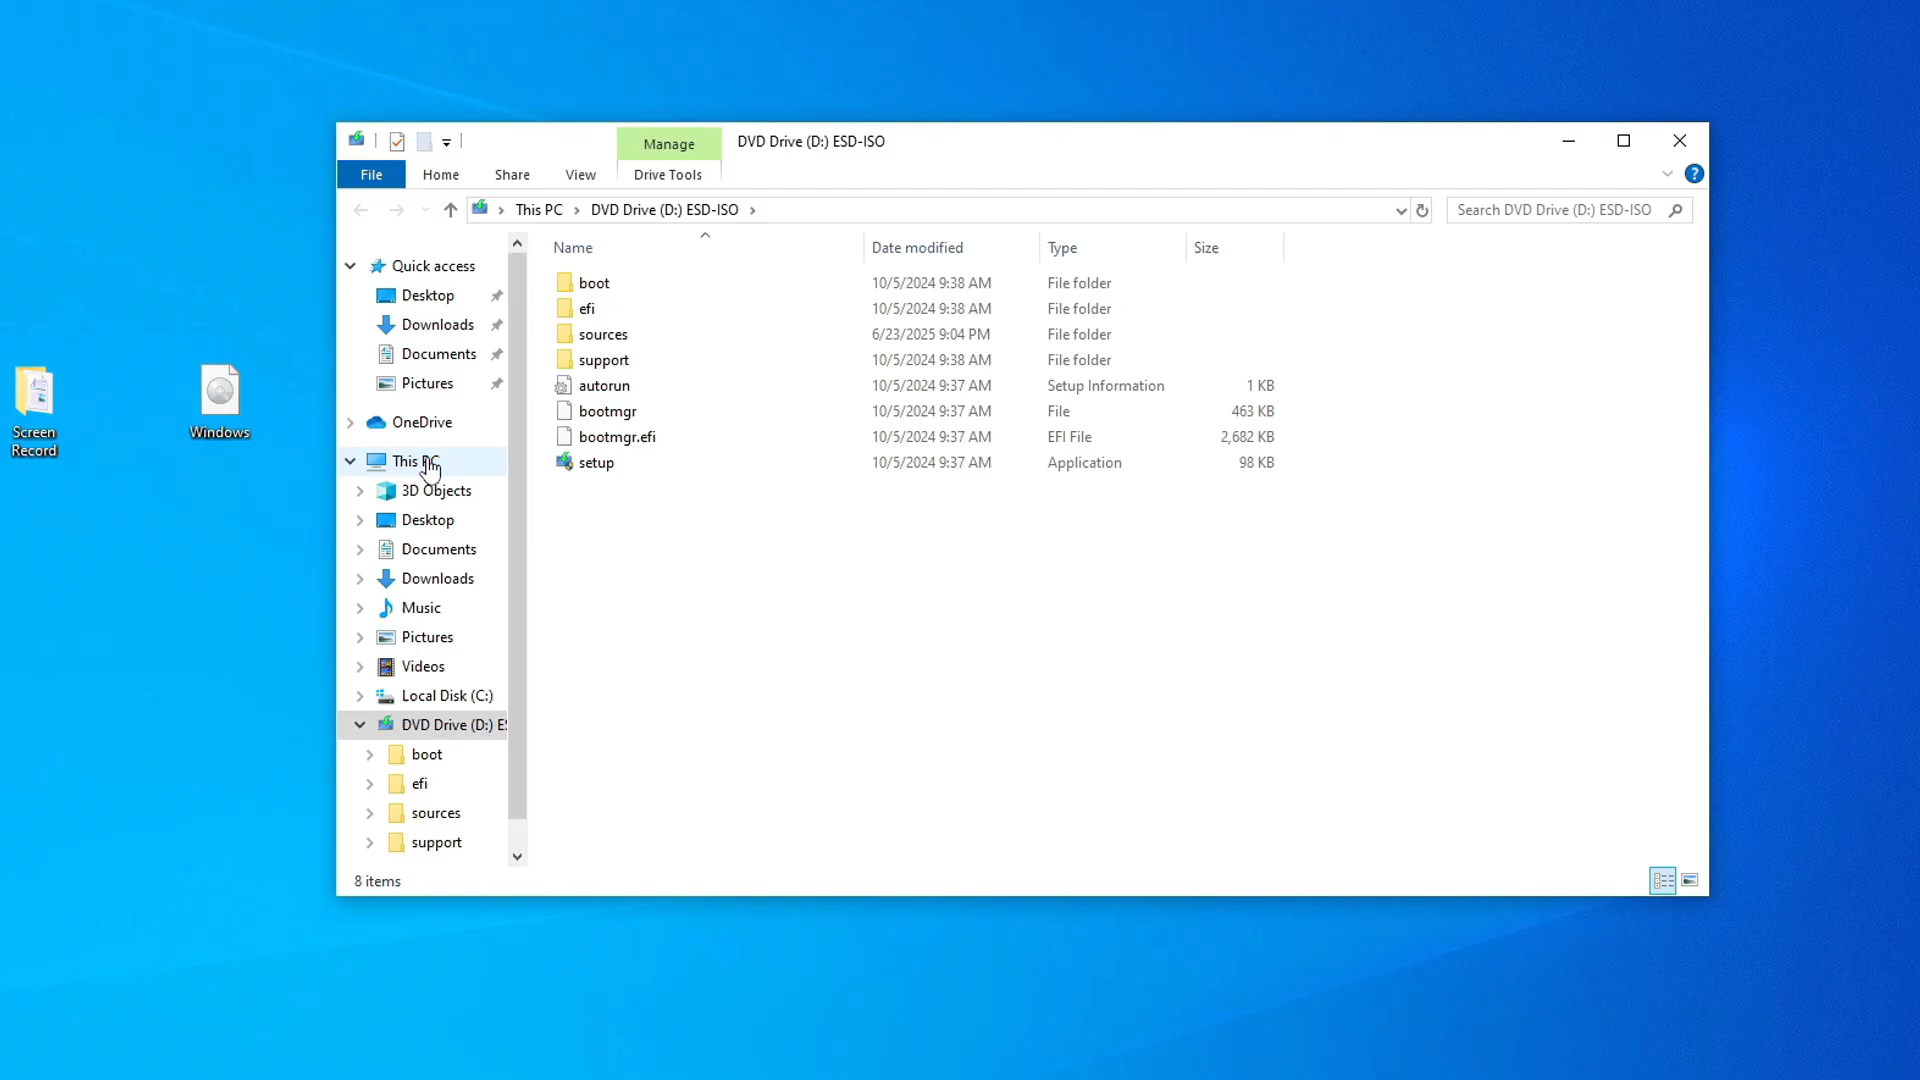 Manage
DVD Drive (D:) ESD-ISO
File
Home
Share
View
Drive Tools
?
This PC
DVD Drive (D:) ESD-ISO
Search DVD Drive (D:) ESD-ISO
Name
Date modified
Type
Size
boot 10/5/2024 9:38 AM File folder
efi 10/5/2024 9:38 AM File folder
sources 6/23/2025 9:04 PM File folder
support 10/5/2024 9:38 AM File folder
autorun 10/5/2024 9:37 AM Setup Information 1 KB
bootmgr 10/5/2024 9:37 AM File 463 KB
bootmgr.efi 10/5/2024 9:37 AM EFI File 2,682 KB
setup 10/5/2024 9:37 AM Application 98 KB
Quick access
Desktop
Downloads
Documents
Pictures
OneDrive
This PC
3D Objects
Desktop
Documents
Downloads
Music
Pictures
Videos
Local Disk (C:)
DVD Drive (D:) ES
boot
efi
sources
support
8 items
Screen
Record
Windows